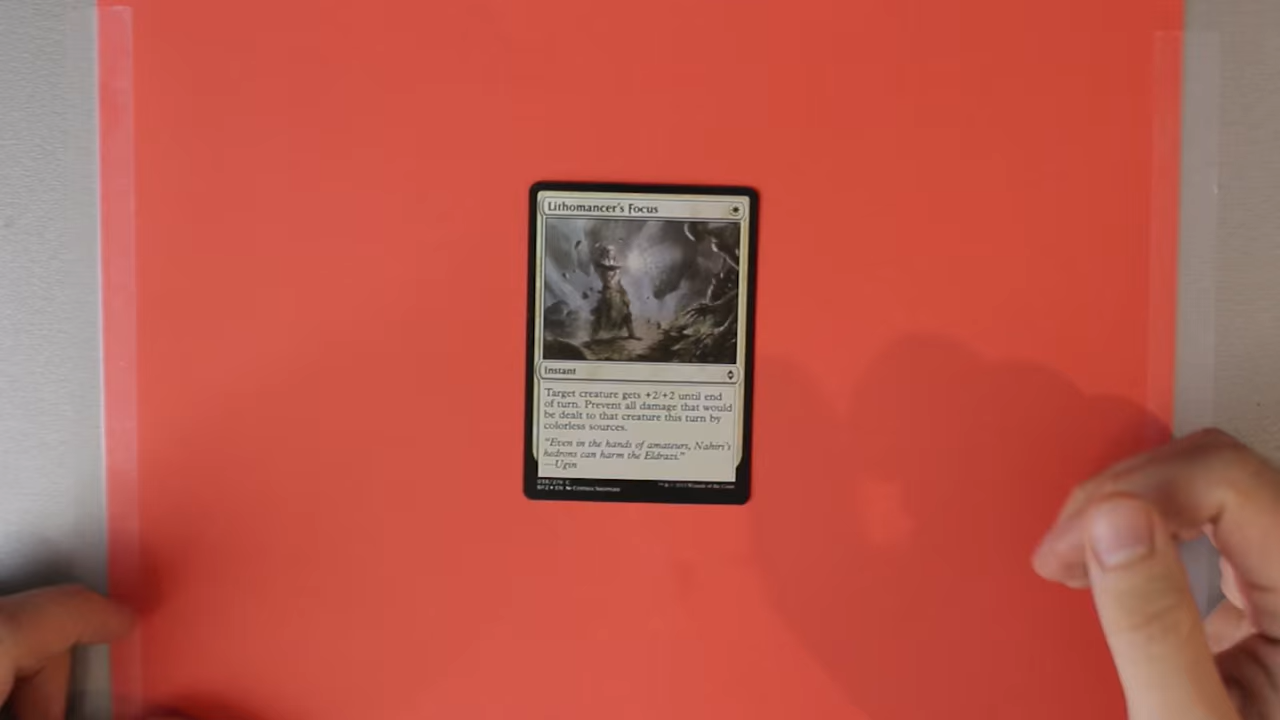 Lithomancer's Focus
Instant
Target creature gets +2/+2 until end
of turn. Prevent all damage that would
be dealt to that creature this turn by
colorless sources.
"Even in the hands of amateurs, Nahiri's
hedrons can harm the Eldrazi."
—Ugin
BFZ EN